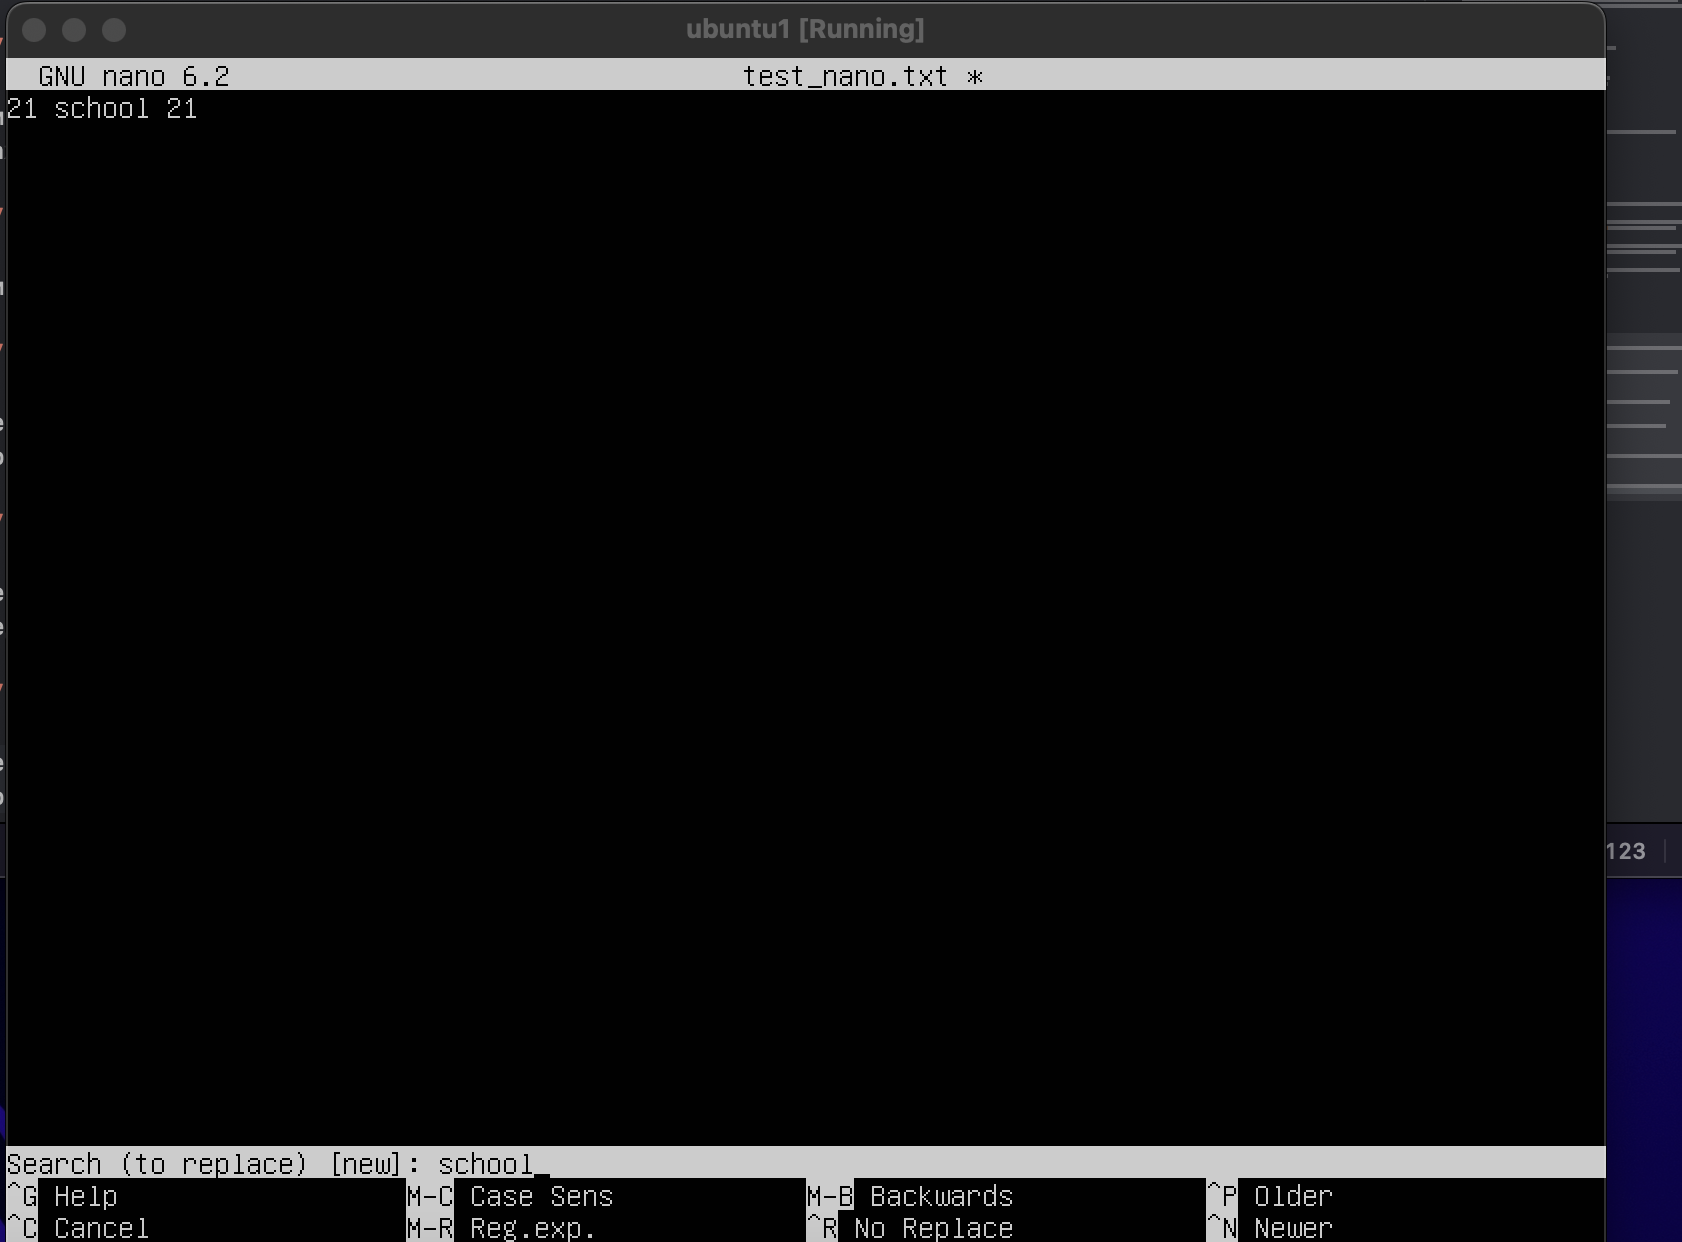 ubuntu1 [Running]
GNU nano 6.2 test_nano.txt *
21 school 21
123
Search (to replace) [new]: school_
^G Help M-C Case Sens M-B Backwards ^P Older
^C Cancel M-R Reg.exp. ^R No Replace ^N Newer